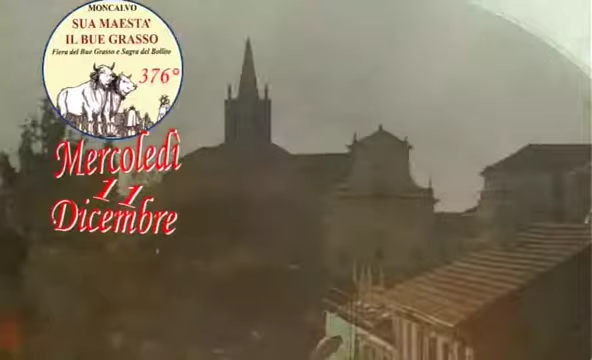 MONCALVO
SUA MAESTA'
IL BUE GRASSO
Fiera del Bue Grasso e Sagra del Bollito
376°
Mercoledì
11
Dicembre